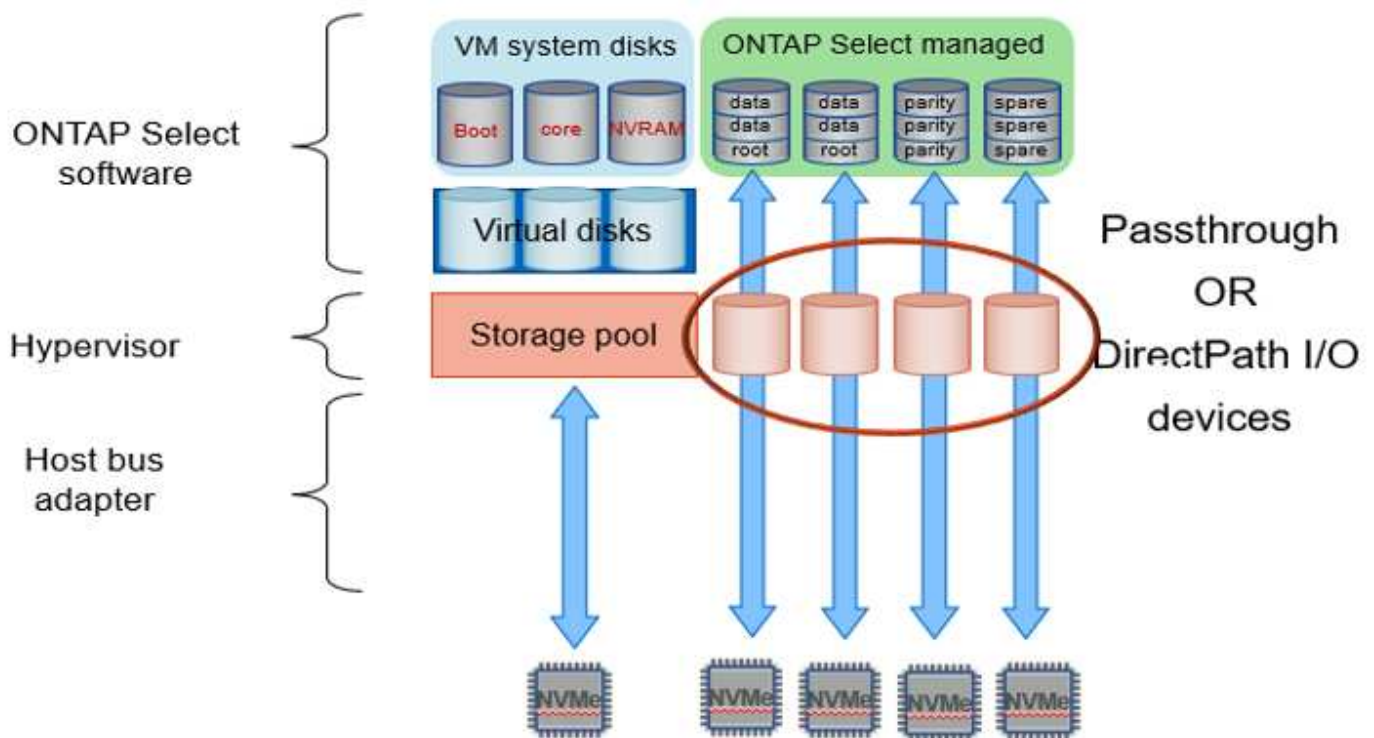 VM system disks
ONTAP Select managed
ONTAP Select
software
Boot
core
NVRAM
data
data
root
data
data
root
parity
parity
parity
spare
spare
spare
Virtual disks
Passthrough
OR
DirectPath I/O
devices
Hypervisor
Storage pool
Host bus
adapter
NVMe
NVMe
NVMe
NVMe
NVMe